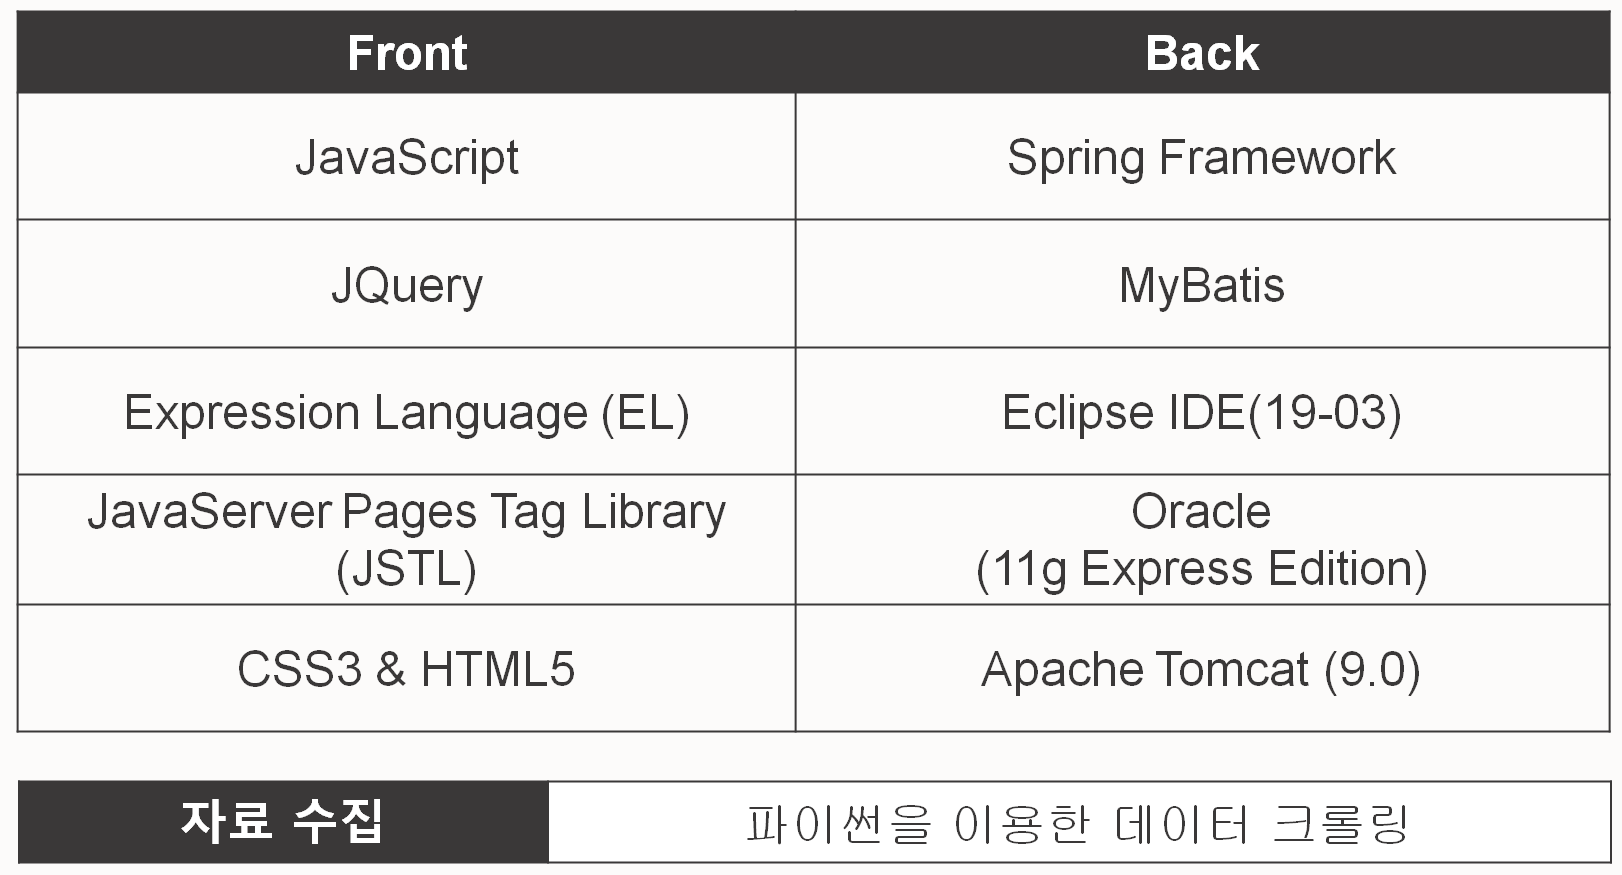 Front Back
JavaScript Spring Framework
JQuery MyBatis
Expression Language (EL) Eclipse IDE(19-03)
JavaServer Pages Tag Library
(JSTL)
Oracle
(11g Express Edition)
CSS3 & HTML5 Apache Tomcat (9.0)
자료 수집 파이썬을 이용한 데이터 크롤링